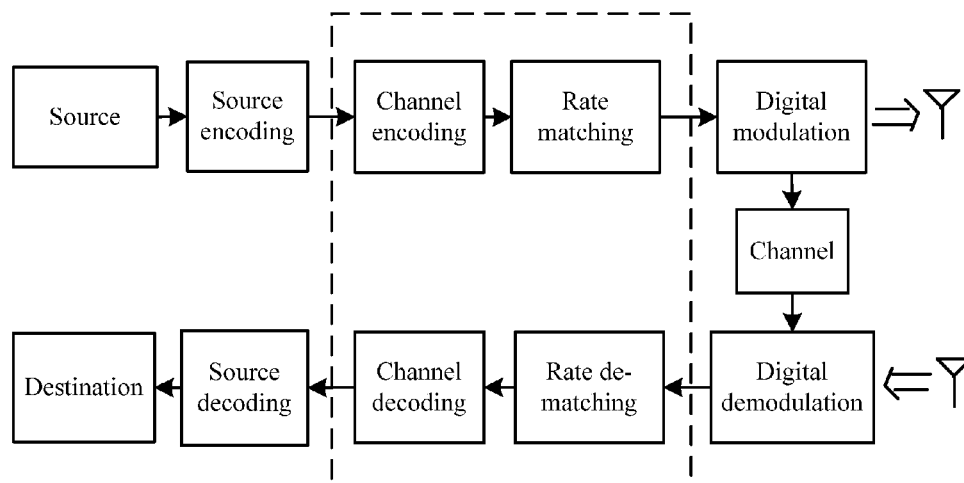 Source
Source
encoding
Channel
encoding
Rate
matching
Digital
modulation
Channel
Destination
Source
decoding
Channel
decoding
Rate de-
matching
Digital
demodulation